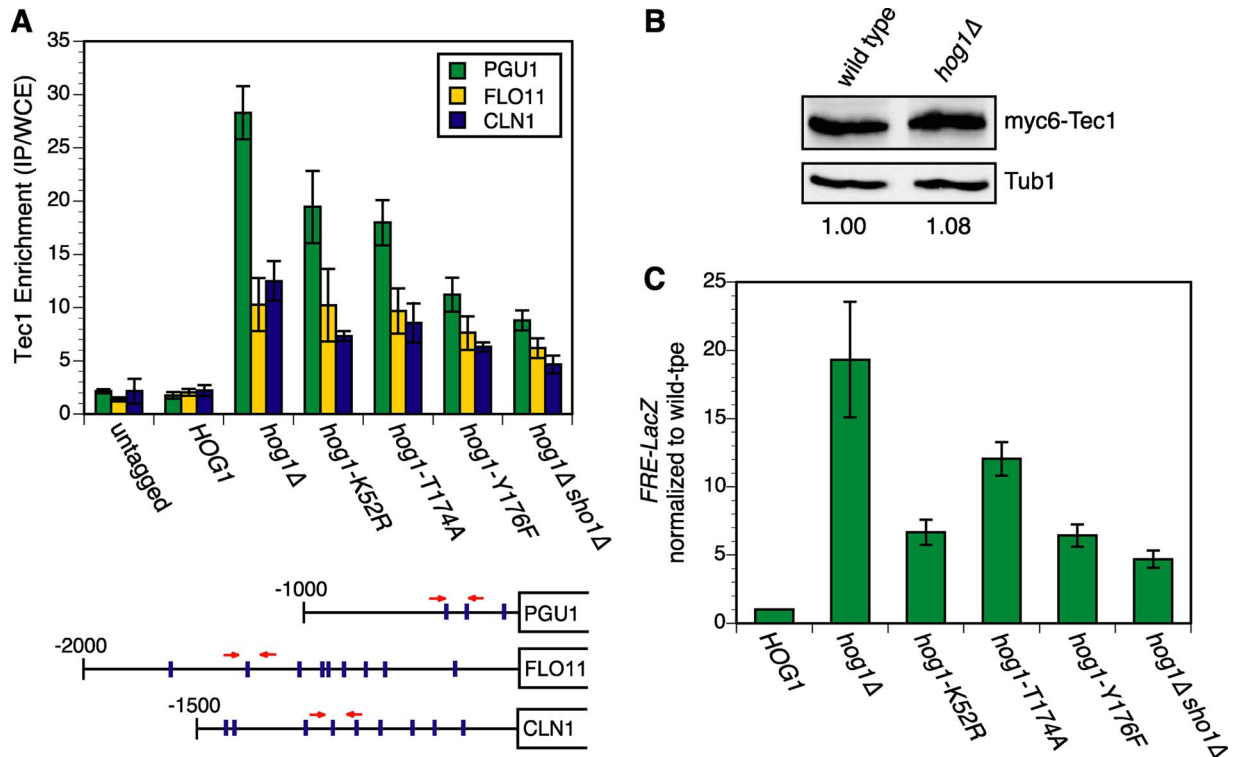 A
35
30
25
20
15
10
5
0
Tec1 Enrichment (IP/WCE)
PGU1
FLO11
CLN1
untagged
HOG1
hog1Δ
hog1-K52R
hog1-T174A
hog1-Y176F
hog1Δ sho1Δ
-1000
PGU1
-2000
FLO11
-1500
CLN1
B
wild type
hog1Δ
myc6-Tec1
Tub1
1.00 1.08
C
25
20
15
10
5
0
FRE-LacZ
normalized to wild-tpe
HOG1
hog1Δ
hog1-K52R
hog1-T174A
hog1-Y176F
hog1Δ sho1Δ